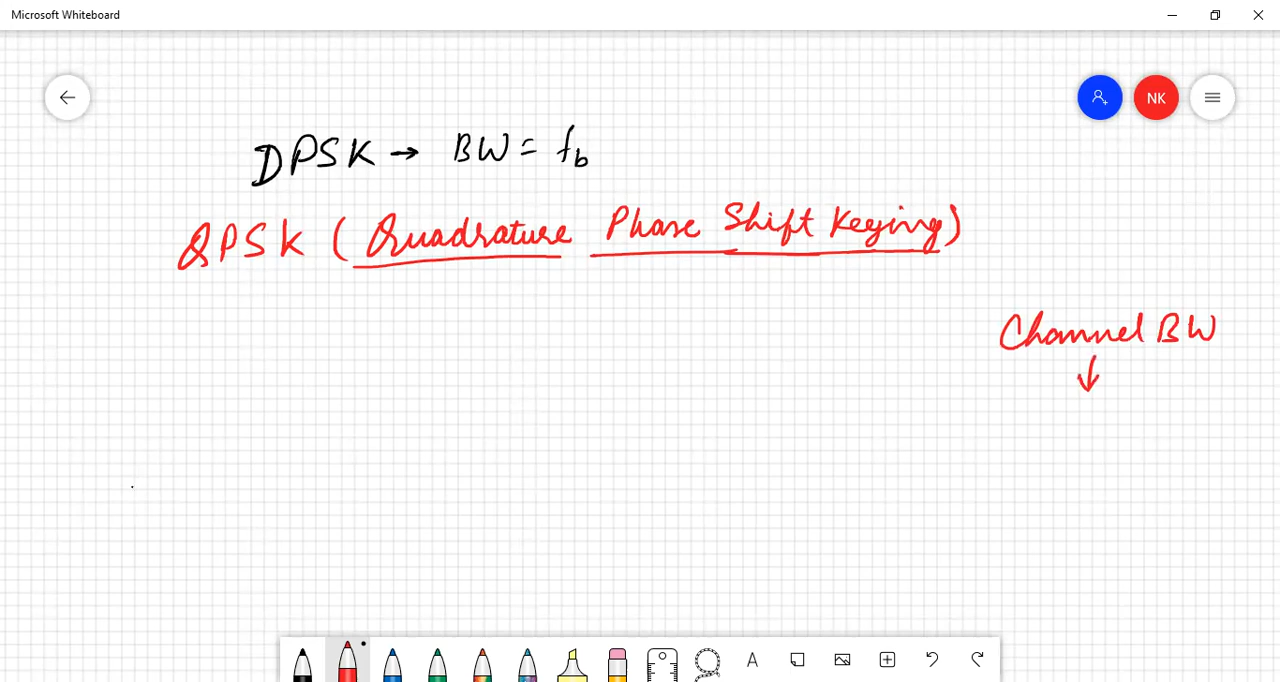 Microsoft Whiteboard
NK
DPSK → BW = fb
QPSK (Quadrature Phase Shift Keying)
Channel BW
↓
A